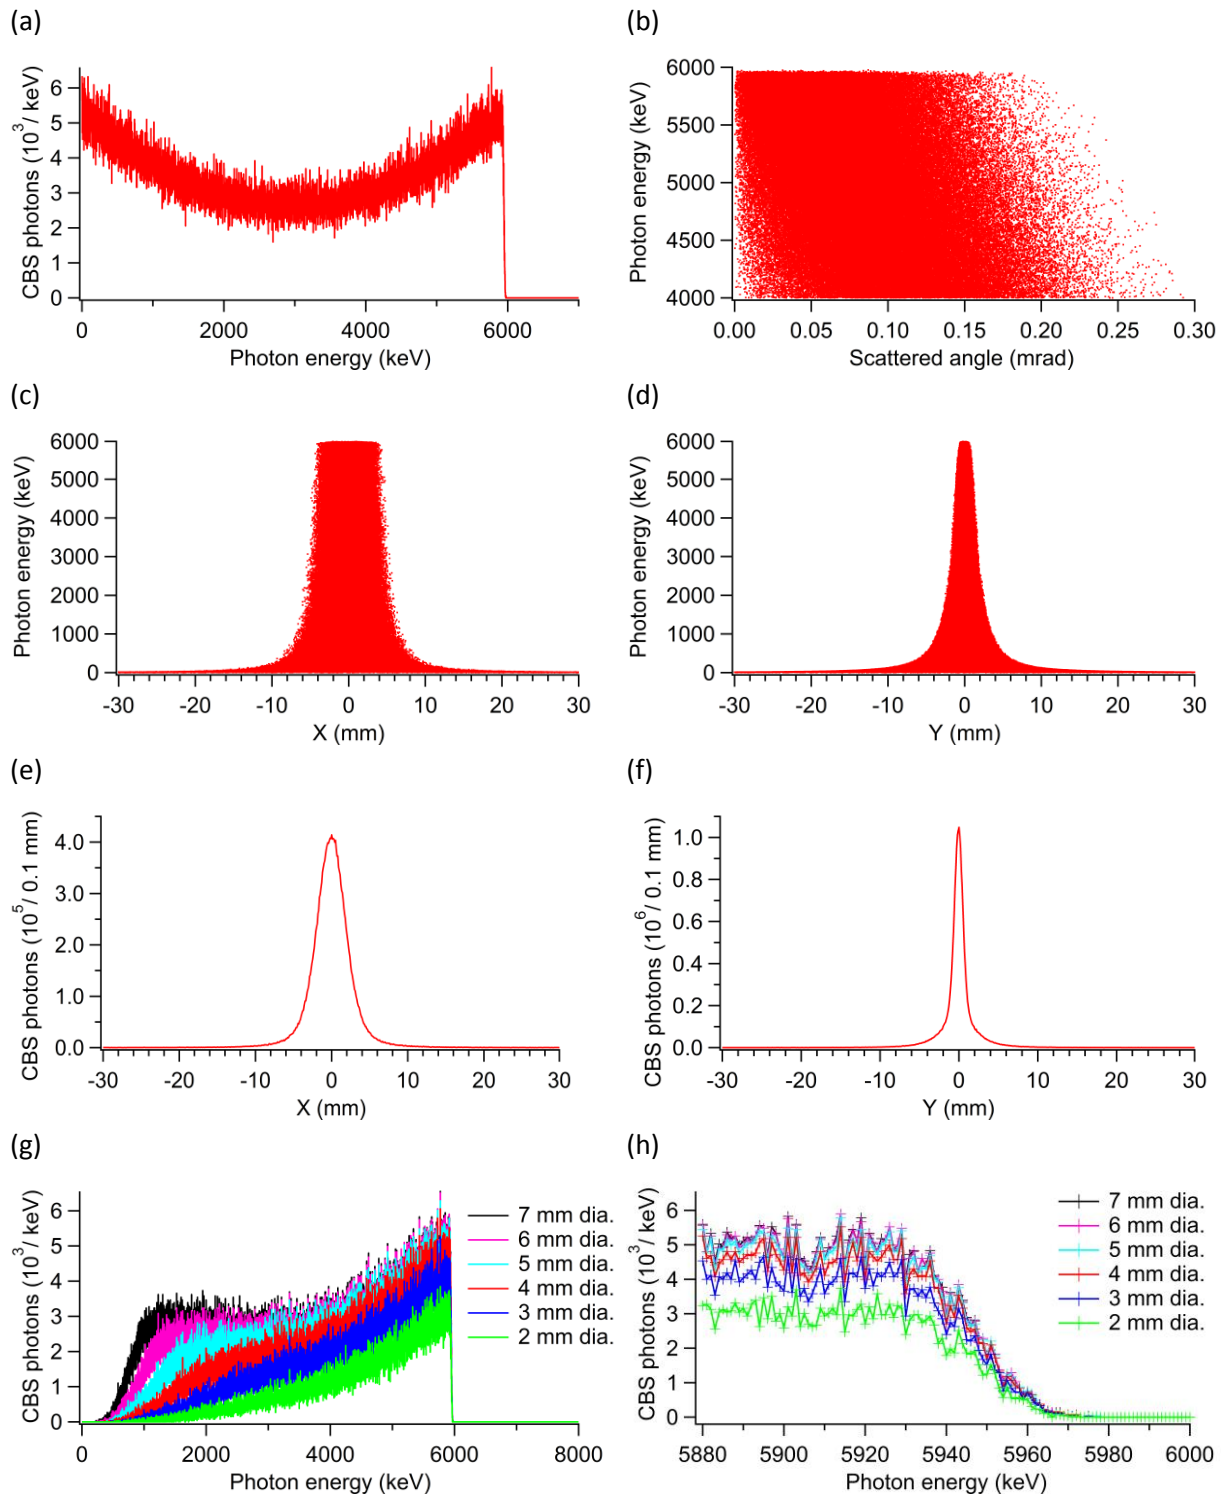 (a)
CBS photons (10³/ keV)
6
5
4
3
2
1
0
0 2000 4000 6000
Photon energy (keV)
(b)
Photon energy (keV)
6000
5500
5000
4500
4000
0.00 0.05 0.10 0.15 0.20 0.25 0.30
Scattered angle (mrad)
(c)
Photon energy (keV)
6000
5000
4000
3000
2000
1000
0
-30 -20 -10 0 10 20 30
X (mm)
(d)
Photon energy (keV)
6000
5000
4000
3000
2000
1000
0
-30 -20 -10 0 10 20 30
Y (mm)
(e)
CBS photons (10⁵/ 0.1 mm)
4.0
3.0
2.0
1.0
0.0
-30 -20 -10 0 10 20 30
X (mm)
(f)
CBS photons (10⁶/ 0.1 mm)
1.0
0.8
0.6
0.4
0.2
0.0
-30 -20 -10 0 10 20 30
Y (mm)
(g)
CBS photons (10³/ keV)
6
5
4
3
2
1
0
7 mm dia.
6 mm dia.
5 mm dia.
4 mm dia.
3 mm dia.
2 mm dia.
0 2000 4000 6000 8000
Photon energy (keV)
(h)
CBS photons (10³/ keV)
6
5
4
3
2
1
0
7 mm dia.
6 mm dia.
5 mm dia.
4 mm dia.
3 mm dia.
2 mm dia.
5880 5900 5920 5940 5960 5980 6000
Photon energy (keV)